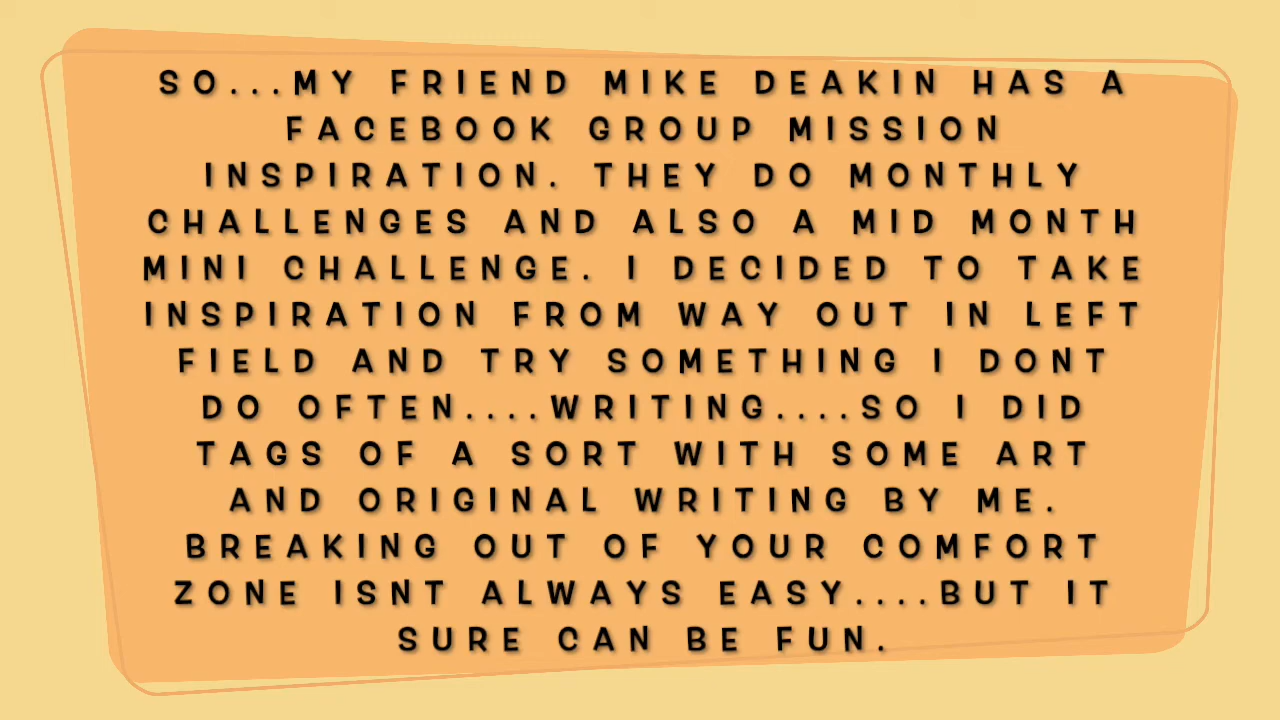 SO...MY FRIEND MIKE DEAKIN HAS A
FACEBOOK GROUP MISSION
INSPIRATION. THEY DO MONTHLY
CHALLENGES AND ALSO A MID MONTH
MINI CHALLENGE. I DECIDED TO TAKE
INSPIRATION FROM WAY OUT IN LEFT
FIELD AND TRY SOMETHING I DONT
DO OFTEN....WRITING....SO I DID
TAGS OF A SORT WITH SOME ART
AND ORIGINAL WRITING BY ME.
BREAKING OUT OF YOUR COMFORT
ZONE ISNT ALWAYS EASY....BUT IT
SURE CAN BE FUN.